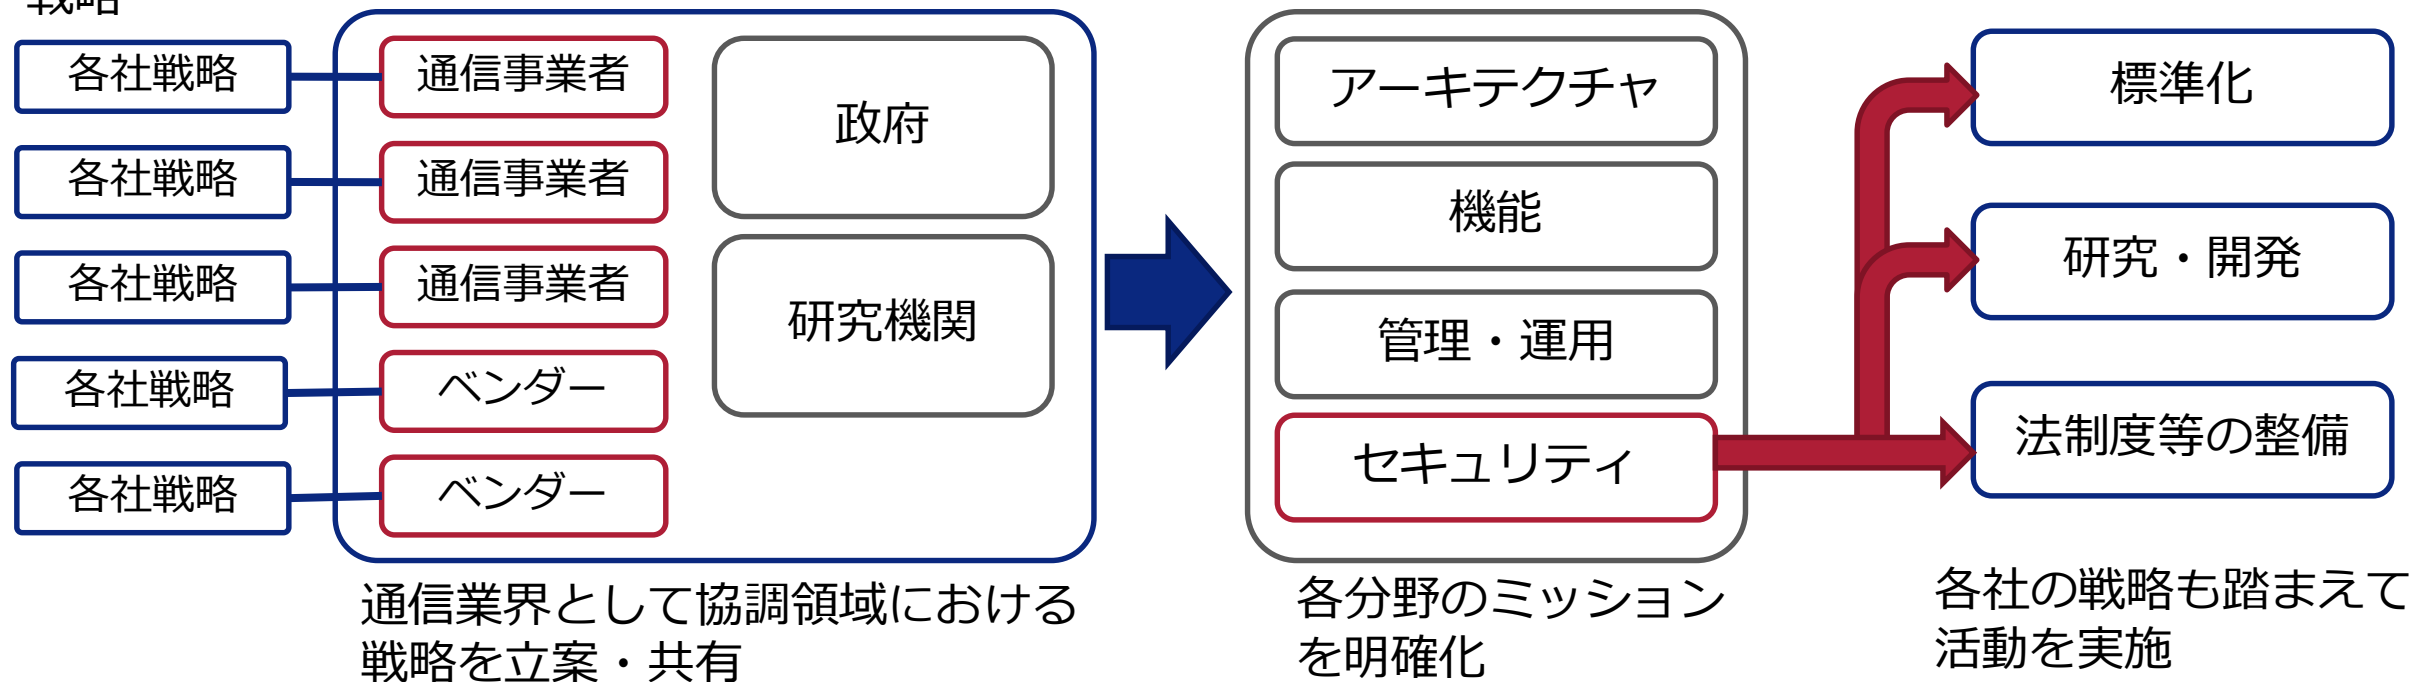 戦略
各社戦略
各社戦略
各社戦略
各社戦略
各社戦略
通信事業者
通信事業者
通信事業者
ベンダー
ベンダー
政府
研究機関
通信業界として協調領域における
戦略を立案・共有
アーキテクチャ
機能
管理・運用
セキュリティ
各分野のミッション
を明確化
標準化
研究・開発
法制度等の整備
各社の戦略も踏まえて
活動を実施